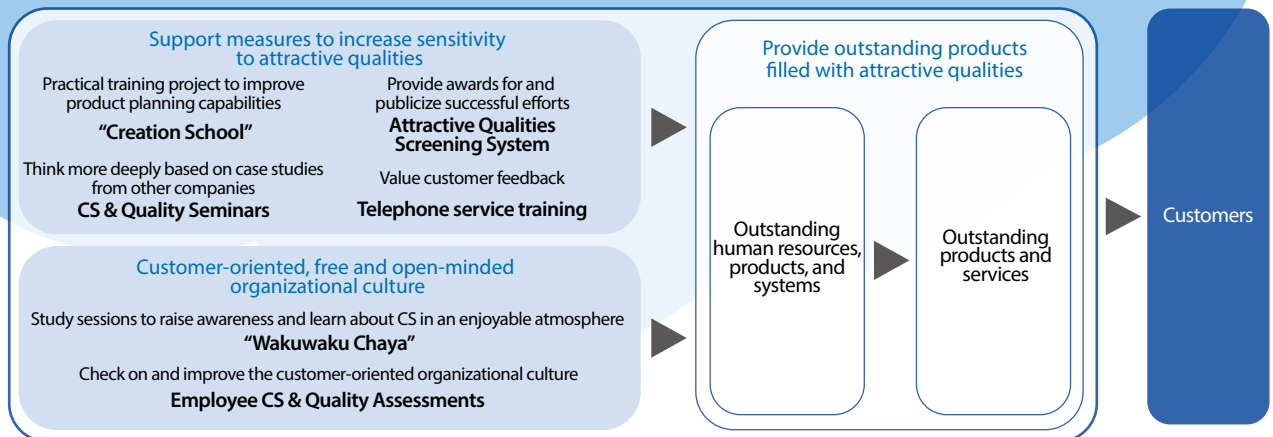 Support measures to increase sensitivity
to attractive qualities
Practical training project to improve
product planning capabilities
“Creation School”
Provide awards for and
publicize successful efforts
Attractive Qualities
Screening System
Think more deeply based on case studies
from other companies
CS & Quality Seminars
Value customer feedback
Telephone service training
Customer-oriented, free and open-minded
organizational culture
Study sessions to raise awareness and learn about CS in an enjoyable atmosphere
“Wakuwaku Chaya”
Check on and improve the customer-oriented organizational culture
Employee CS & Quality Assessments
Provide outstanding products
filled with attractive qualities
Outstanding
human resources,
products, and
systems
Outstanding
products and
services
Customers